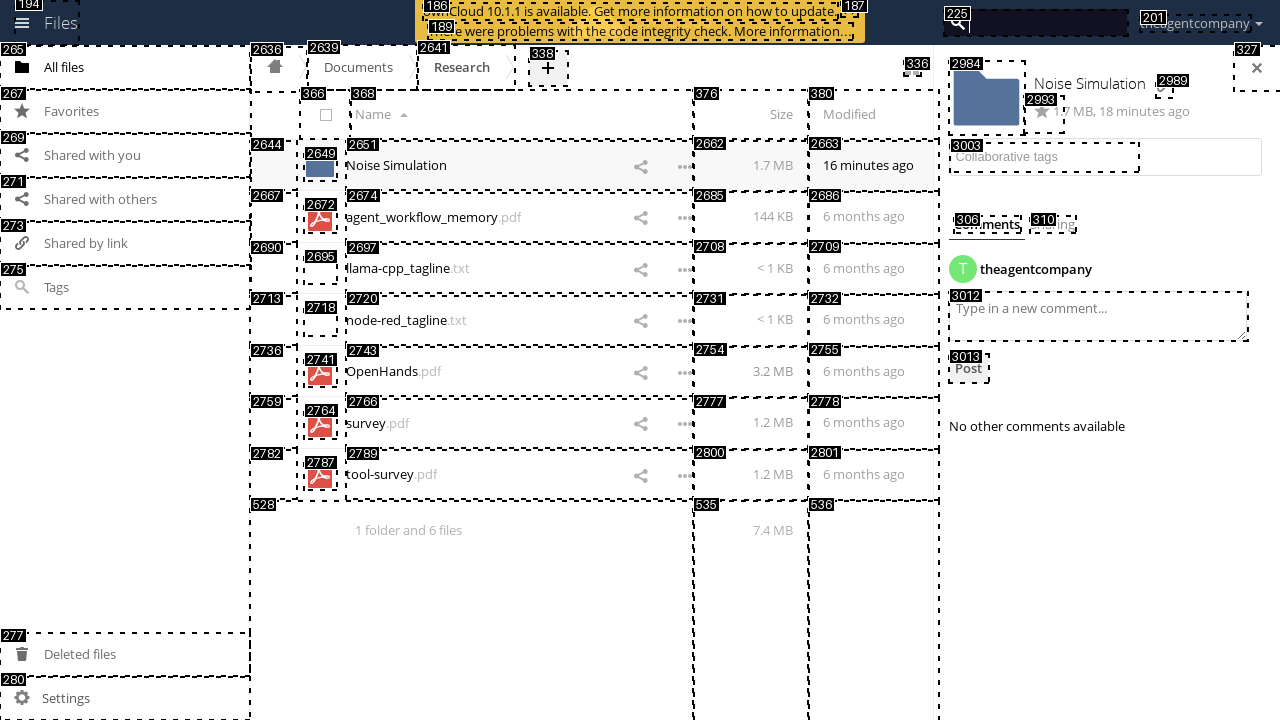 194
Files
186
ownCloud 10.1.1 is available. Get more information on how to update.
187
189
There were problems with the code integrity check. More information…
225
201
theagentcompany
265
All files
267
Favorites
269
Shared with you
271
Shared with others
273
Shared by link
275
Tags
277
Deleted files
280
Settings
2636
2639
Documents
2641
Research
338
+
336
327
366
368
Name
376
Size
380
Modified
2644
2649
2651
Noise Simulation
2662
1.7 MB
2663
16 minutes ago
2667
2672
2674
agent_workflow_memory.pdf
2685
144 KB
2686
6 months ago
2690
2695
2697
llama-cpp_tagline.txt
2708
< 1 KB
2709
6 months ago
2713
2718
2720
node-red_tagline.txt
2731
< 1 KB
2732
6 months ago
2736
2741
2743
OpenHands.pdf
2754
3.2 MB
2755
6 months ago
2759
2764
2766
survey.pdf
2777
1.2 MB
2778
6 months ago
2782
2787
2789
tool-survey.pdf
2800
1.2 MB
2801
6 months ago
528
1 folder and 6 files
535
7.4 MB
536
2984
Noise Simulation
2989
2993
1.7 MB, 18 minutes ago
3003
Collaborative tags
306
Comments
310
Sharing
T
theagentcompany
3012
Type in a new comment...
3013
Post
No other comments available